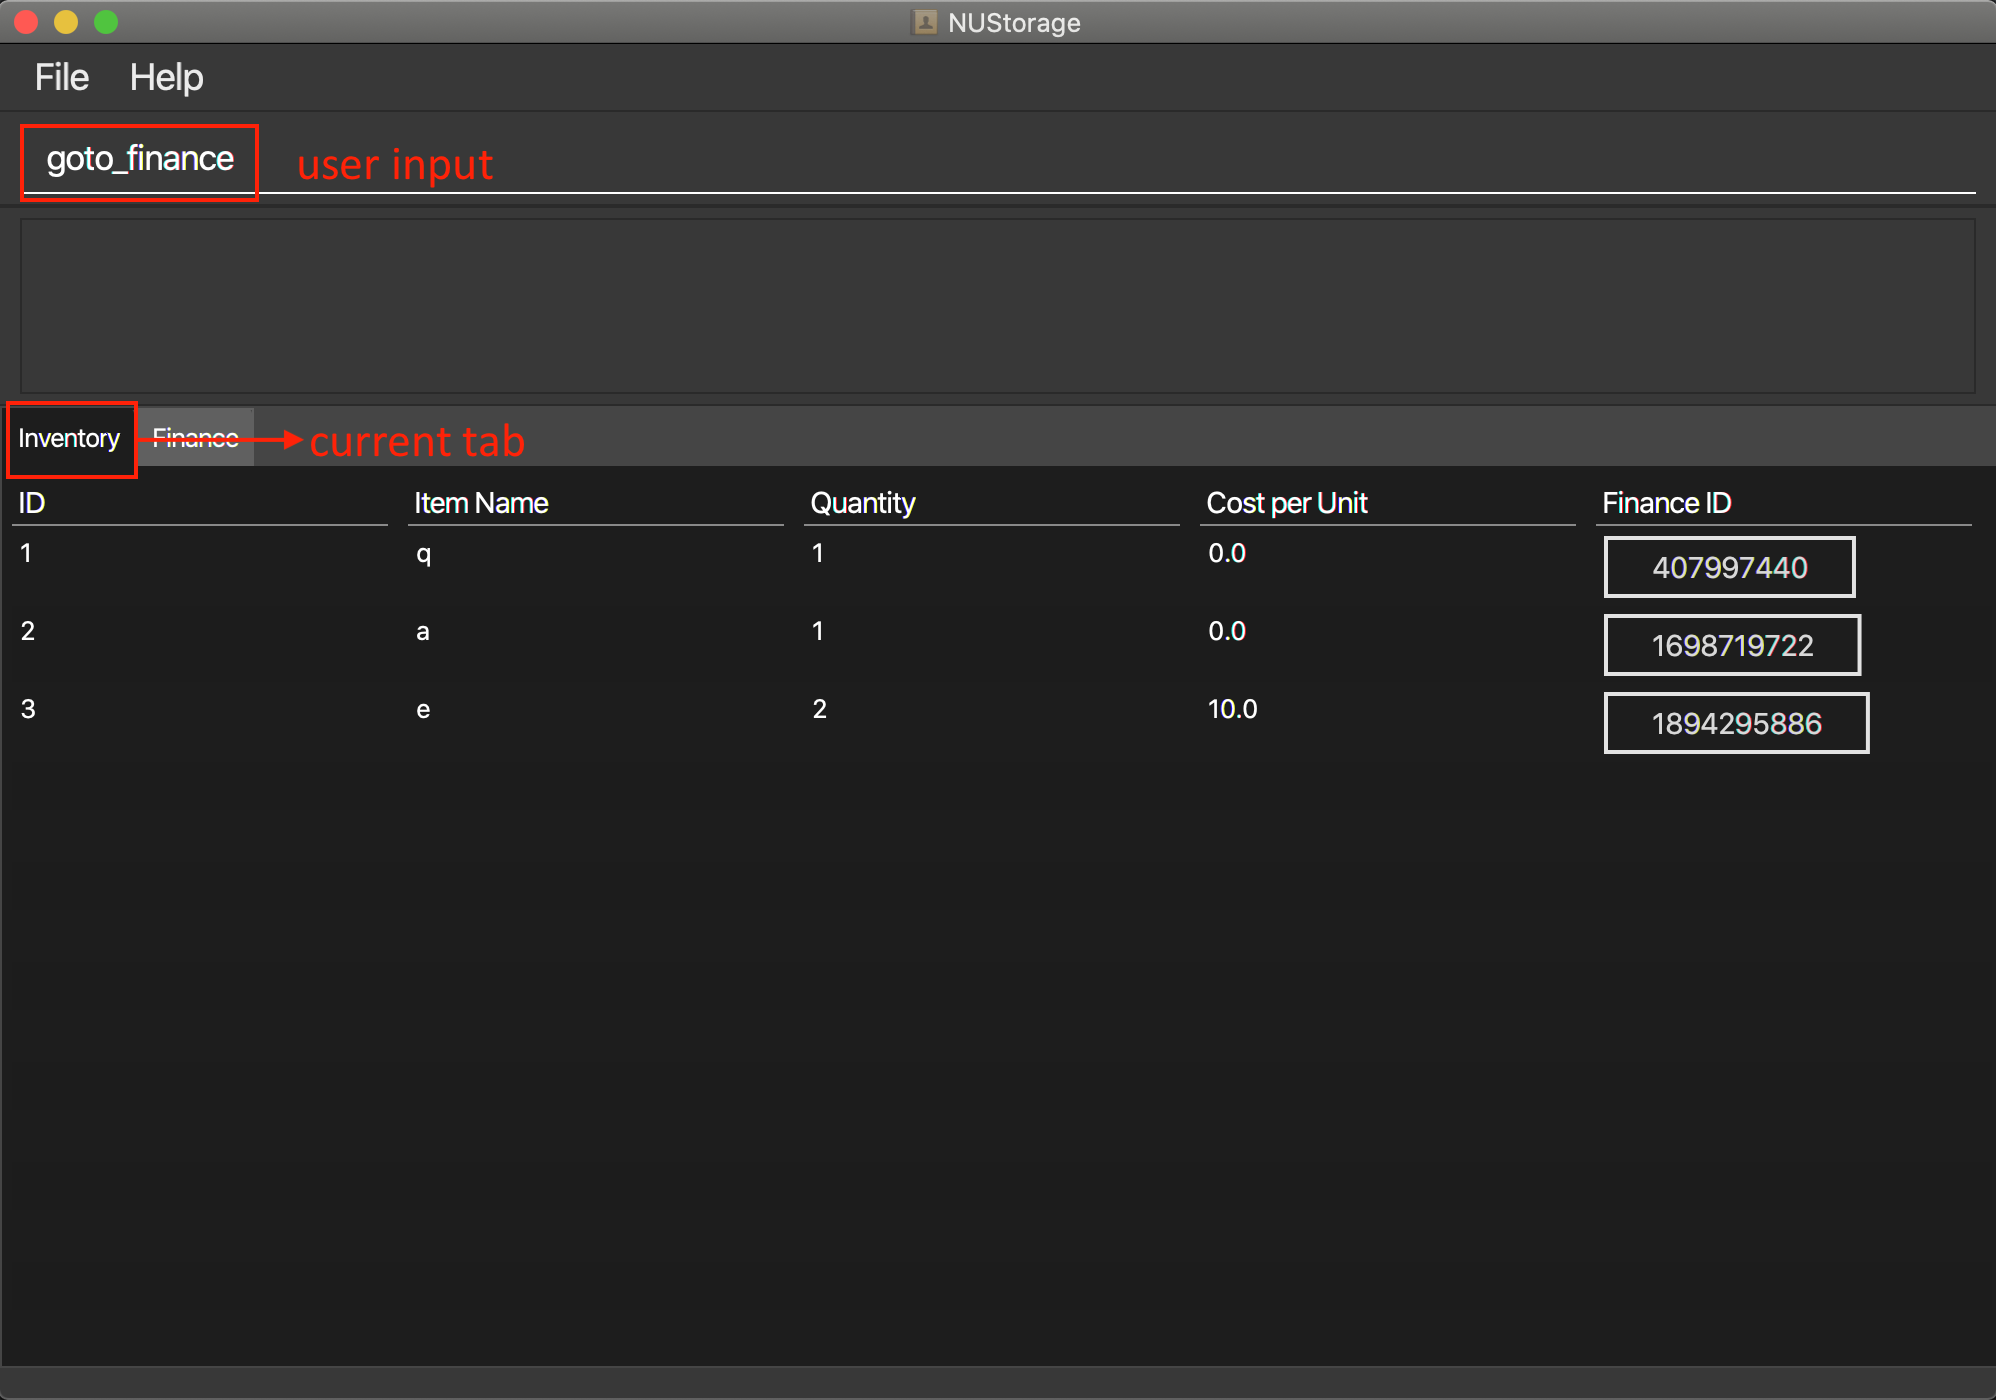 NUStorage
File Help
goto_finance user input
Inventory Finance current tab
ID Item Name Quantity Cost per Unit Finance ID
1 q 1 0.0 407997440
2 a 1 0.0 1698719722
3 e 2 10.0 1894295886